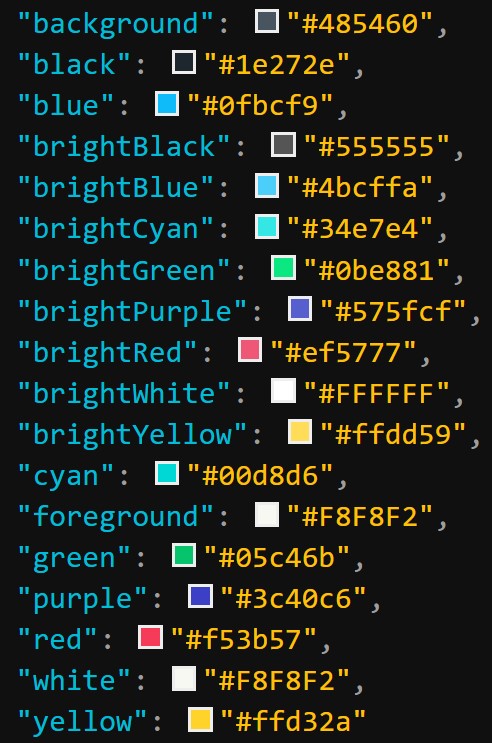 "background": "#485460",
"black": "#1e272e",
"blue": "#0fbcf9",
"brightBlack": "#555555",
"brightBlue": "#4bcffa",
"brightCyan": "#34e7e4",
"brightGreen": "#0be881",
"brightPurple": "#575fcf",
"brightRed": "#ef5777",
"brightWhite": "#FFFFFF",
"brightYellow": "#ffdd59",
"cyan": "#00d8d6",
"foreground": "#F8F8F2",
"green": "#05c46b",
"purple": "#3c40c6",
"red": "#f53b57",
"white": "#F8F8F2",
"yellow": "#ffd32a"